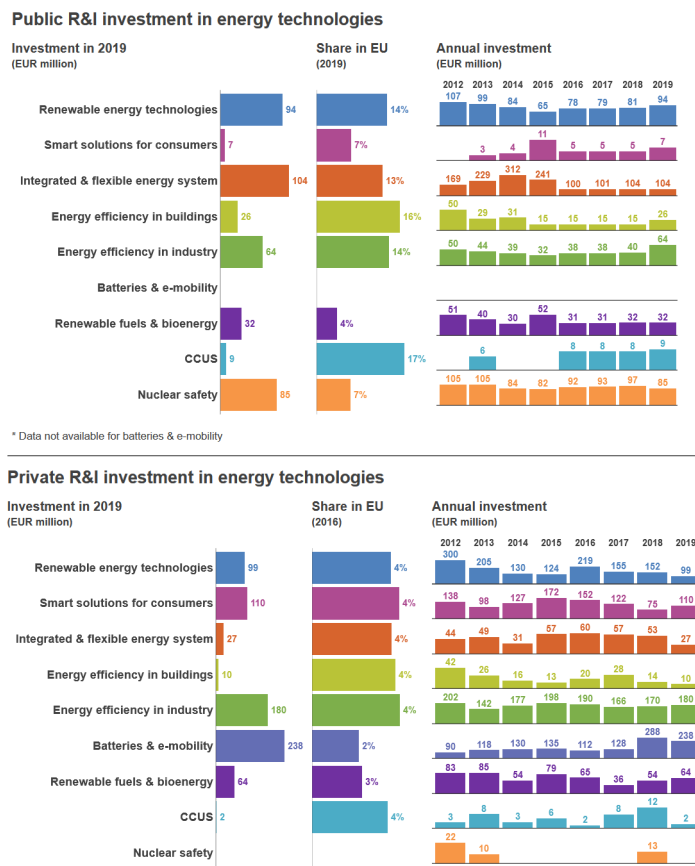 Public R&I investment in energy technologies
Investment in 2019 Share in EU Annual investment
(EUR million) (2019) (EUR million)
2012 2013 2014 2015 2016 2017 2018 2019
Renewable energy technologies 94 14% 107 99 84 65 78 79 81 94
Smart solutions for consumers 7 7% 3 4 11 5 5 5 7
Integrated & flexible energy system 104 13% 169 229 312 241 100 101 104 104
Energy efficiency in buildings 26 16% 50 29 31 15 15 15 15 26
Energy efficiency in industry 64 14% 50 44 39 32 38 38 40 64
Batteries & e-mobility
Renewable fuels & bioenergy 32 4% 51 40 30 52 31 31 32 32
CCUS 9 17% 6 8 8 8 9
Nuclear safety 85 7% 105 105 84 82 92 93 97 85
* Data not available for batteries & e-mobility
Private R&I investment in energy technologies
Investment in 2019 Share in EU Annual investment
(EUR million) (2016) (EUR million)
2012 2013 2014 2015 2016 2017 2018 2019
Renewable energy technologies 99 4% 300 205 130 124 219 155 152 99
Smart solutions for consumers 110 4% 138 98 127 172 152 122 75 110
Integrated & flexible energy system 27 4% 44 49 31 57 60 57 53 27
Energy efficiency in buildings 10 4% 42 26 16 13 20 28 14 10
Energy efficiency in industry 180 4% 202 142 177 198 190 166 170 180
Batteries & e-mobility 238 2% 90 118 130 135 112 128 288 238
Renewable fuels & bioenergy 64 3% 83 85 54 79 65 36 54 64
CCUS 2 4% 3 8 3 6 2 8 12 2
Nuclear safety 22 10 13